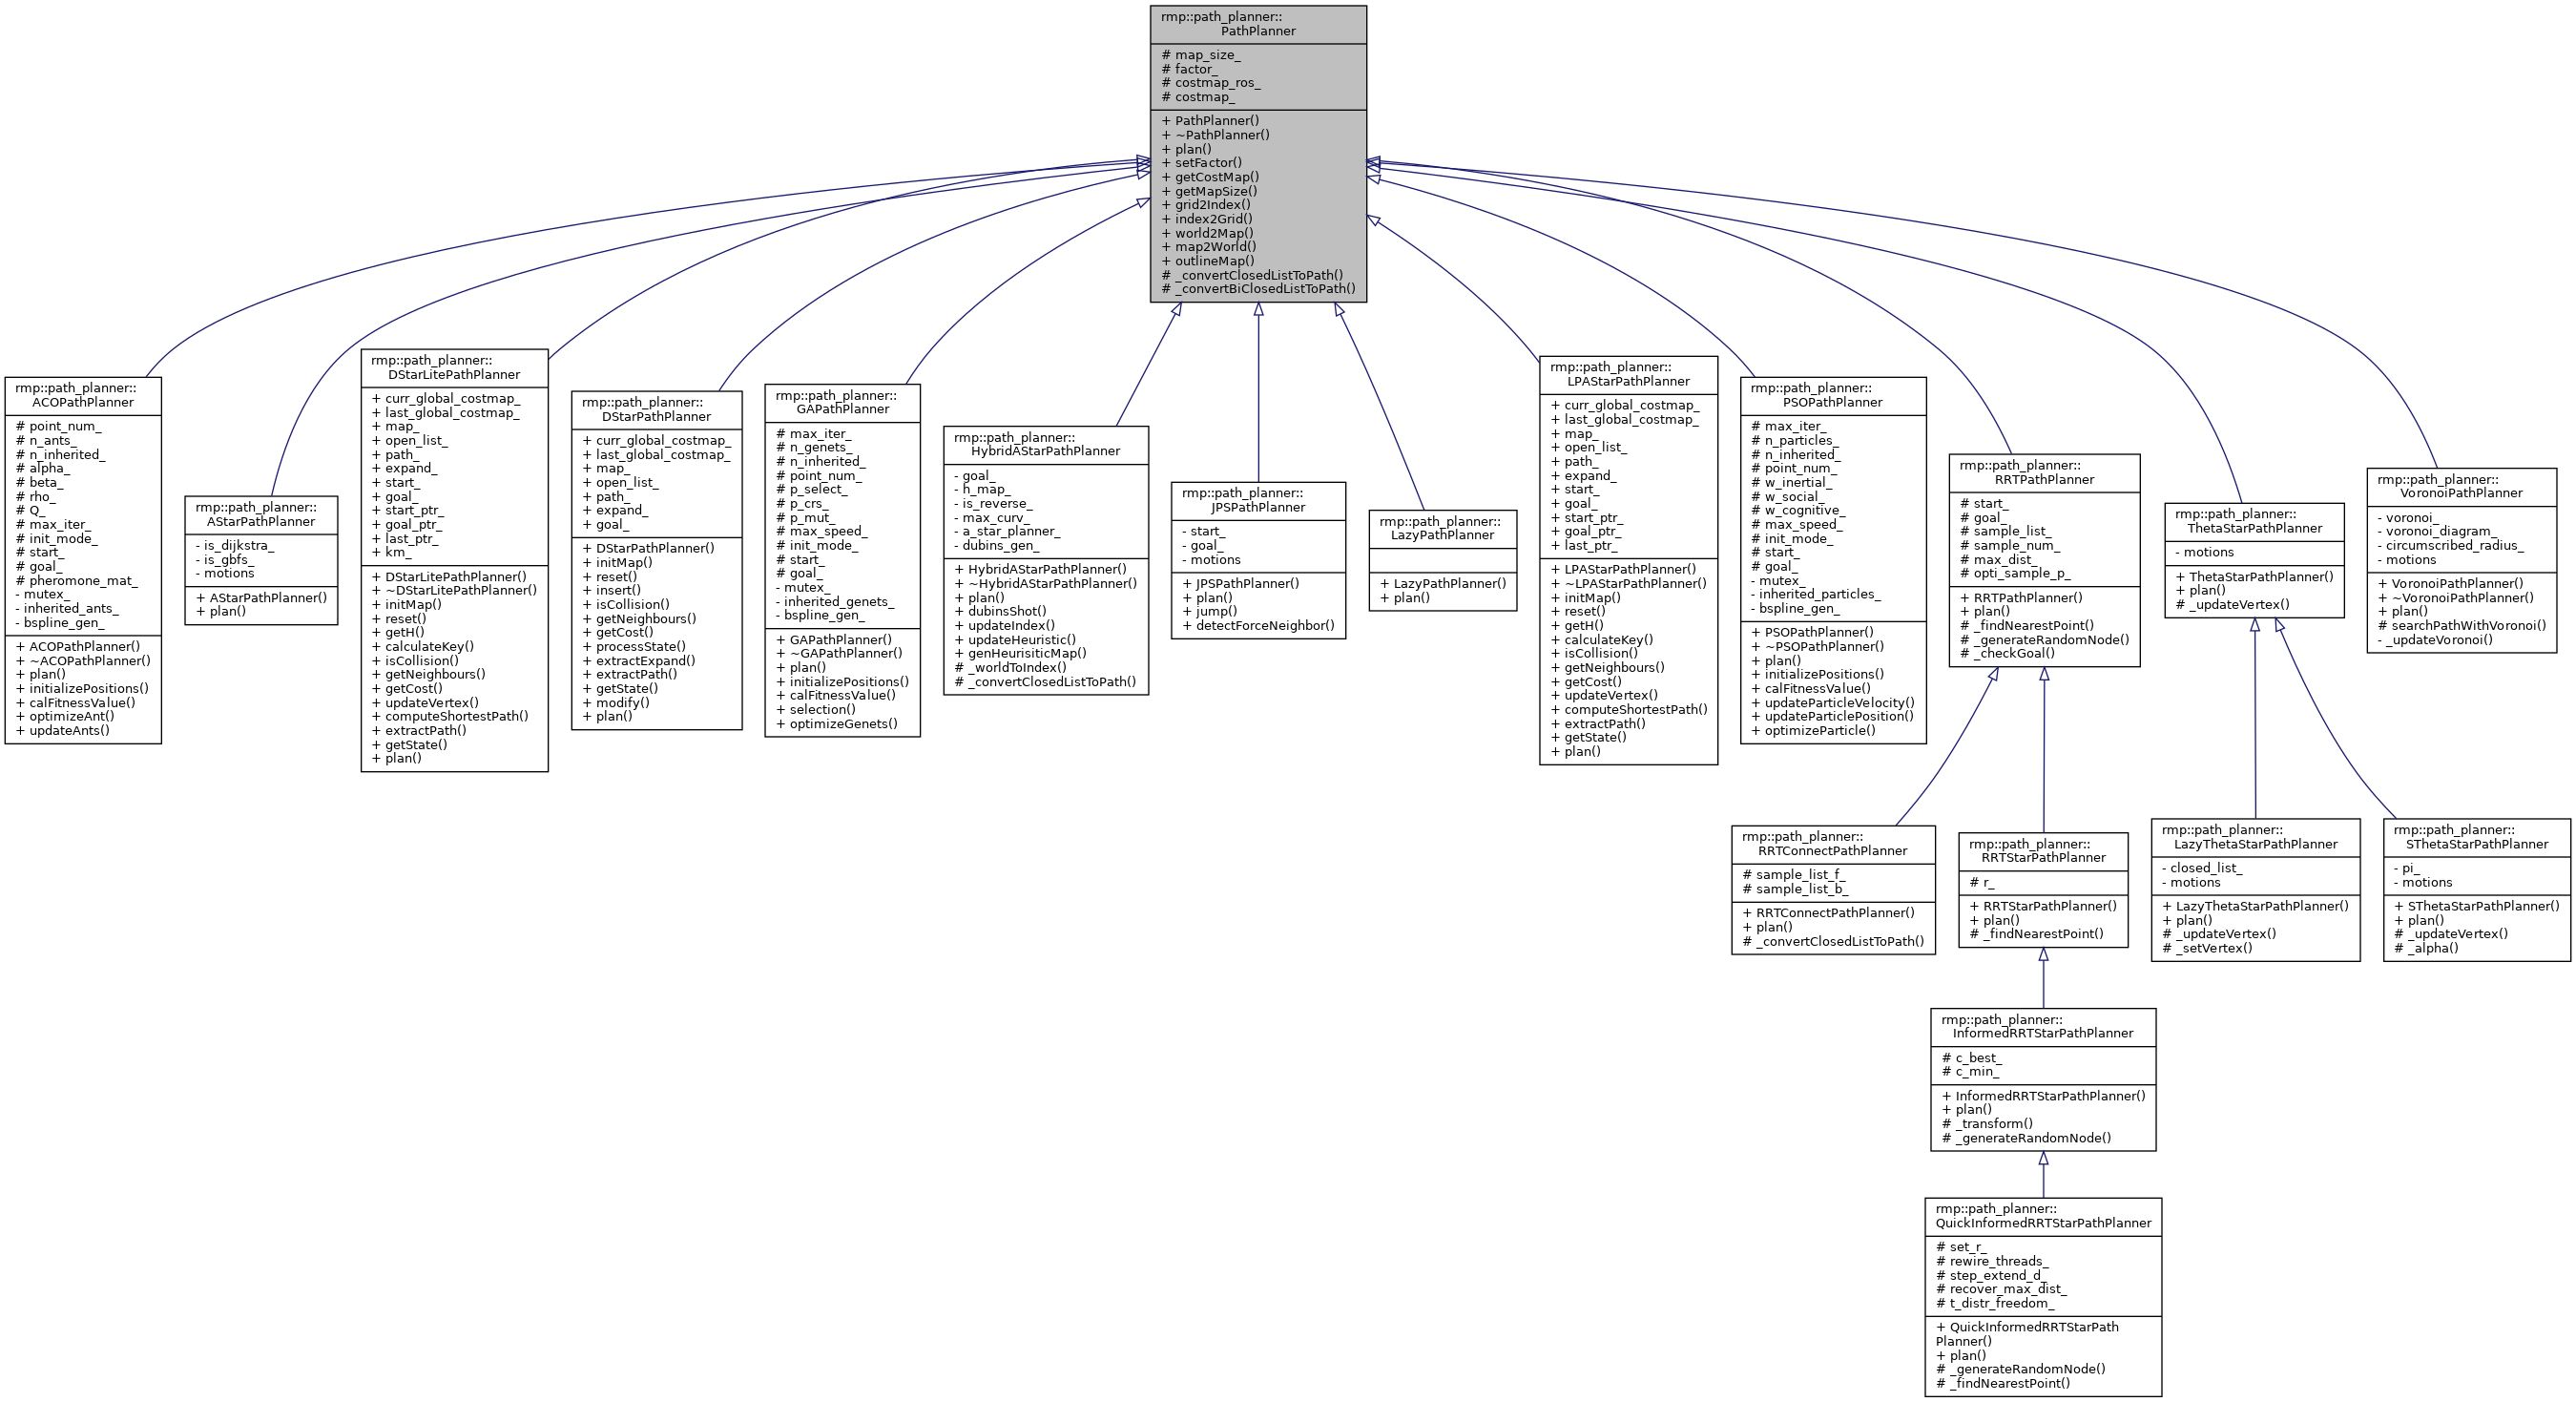 rmp::path_planner::
PathPlanner
# map_size_
# factor_
# costmap_ros_
# costmap_
+ PathPlanner()
+ ~PathPlanner()
+ plan()
+ setFactor()
+ getCostMap()
+ getMapSize()
+ grid2Index()
+ index2Grid()
+ world2Map()
+ map2World()
+ outlineMap()
# _convertClosedListToPath()
# _convertBiClosedListToPath()
rmp::path_planner::
ACOPathPlanner
# point_num_
# n_ants_
# n_inherited_
# alpha_
# beta_
# rho_
# Q_
# max_iter_
# init_mode_
# start_
# goal_
# pheromone_mat_
- mutex_
- inherited_ants_
- bspline_gen_
+ ACOPathPlanner()
+ ~ACOPathPlanner()
+ plan()
+ initializePositions()
+ calFitnessValue()
+ optimizeAnt()
+ updateAnts()
rmp::path_planner::
AStarPathPlanner
- is_dijkstra_
- is_gbfs_
- motions
+ AStarPathPlanner()
+ plan()
rmp::path_planner::
DStarLitePathPlanner
+ curr_global_costmap_
+ last_global_costmap_
+ map_
+ open_list_
+ path_
+ expand_
+ start_
+ goal_
+ start_ptr_
+ goal_ptr_
+ last_ptr_
+ km_
+ DStarLitePathPlanner()
+ ~DStarLitePathPlanner()
+ initMap()
+ reset()
+ getH()
+ calculateKey()
+ isCollision()
+ getNeighbours()
+ getCost()
+ updateVertex()
+ computeShortestPath()
+ extractPath()
+ getState()
+ plan()
rmp::path_planner::
DStarPathPlanner
+ curr_global_costmap_
+ last_global_costmap_
+ map_
+ open_list_
+ path_
+ expand_
+ goal_
+ DStarPathPlanner()
+ initMap()
+ reset()
+ insert()
+ isCollision()
+ getNeighbours()
+ getCost()
+ processState()
+ extractExpand()
+ extractPath()
+ getState()
+ modify()
+ plan()
rmp::path_planner::
GAPathPlanner
# max_iter_
# n_genets_
# n_inherited_
# point_num_
# p_select_
# p_crs_
# p_mut_
# max_speed_
# init_mode_
# start_
# goal_
- mutex_
- inherited_genets_
- bspline_gen_
+ GAPathPlanner()
+ ~GAPathPlanner()
+ plan()
+ initializePositions()
+ calFitnessValue()
+ selection()
+ optimizeGenets()
rmp::path_planner::
HybridAStarPathPlanner
- goal_
- h_map_
- is_reverse_
- max_curv_
- a_star_planner_
- dubins_gen_
+ HybridAStarPathPlanner()
+ ~HybridAStarPathPlanner()
+ plan()
+ dubinsShot()
+ updateIndex()
+ updateHeuristic()
+ genHeurisiticMap()
# _worldToIndex()
# _convertClosedListToPath()
rmp::path_planner::
JPSPathPlanner
- start_
- goal_
- motions
+ JPSPathPlanner()
+ plan()
+ jump()
+ detectForceNeighbor()
rmp::path_planner::
LazyPathPlanner
+ LazyPathPlanner()
+ plan()
rmp::path_planner::
LPAStarPathPlanner
+ curr_global_costmap_
+ last_global_costmap_
+ map_
+ open_list_
+ path_
+ expand_
+ start_
+ goal_
+ start_ptr_
+ goal_ptr_
+ last_ptr_
+ LPAStarPathPlanner()
+ ~LPAStarPathPlanner()
+ initMap()
+ reset()
+ getH()
+ calculateKey()
+ isCollision()
+ getNeighbours()
+ getCost()
+ updateVertex()
+ computeShortestPath()
+ extractPath()
+ getState()
+ plan()
rmp::path_planner::
PSOPathPlanner
# max_iter_
# n_particles_
# n_inherited_
# point_num_
# w_inertial_
# w_social_
# w_cognitive_
# max_speed_
# init_mode_
# start_
# goal_
- mutex_
- inherited_particles_
- bspline_gen_
+ PSOPathPlanner()
+ ~PSOPathPlanner()
+ plan()
+ initializePositions()
+ calFitnessValue()
+ updateParticleVelocity()
+ updateParticlePosition()
+ optimizeParticle()
rmp::path_planner::
RRTPathPlanner
# start_
# goal_
# sample_list_
# sample_num_
# max_dist_
# opti_sample_p_
+ RRTPathPlanner()
+ plan()
# _findNearestPoint()
# _generateRandomNode()
# _checkGoal()
rmp::path_planner::
ThetaStarPathPlanner
- motions
+ ThetaStarPathPlanner()
+ plan()
# _updateVertex()
rmp::path_planner::
VoronoiPathPlanner
- voronoi_
- voronoi_diagram_
- circumscribed_radius_
- motions
+ VoronoiPathPlanner()
+ ~VoronoiPathPlanner()
+ plan()
# searchPathWithVoronoi()
- _updateVoronoi()
rmp::path_planner::
RRTConnectPathPlanner
# sample_list_f_
# sample_list_b_
+ RRTConnectPathPlanner()
+ plan()
# _convertClosedListToPath()
rmp::path_planner::
RRTStarPathPlanner
# r_
+ RRTStarPathPlanner()
+ plan()
# _findNearestPoint()
rmp::path_planner::
LazyThetaStarPathPlanner
- closed_list_
- motions
+ LazyThetaStarPathPlanner()
+ plan()
# _updateVertex()
# _setVertex()
rmp::path_planner::
SThetaStarPathPlanner
- pi_
- motions
+ SThetaStarPathPlanner()
+ plan()
# _updateVertex()
# _alpha()
rmp::path_planner::
InformedRRTStarPathPlanner
# c_best_
# c_min_
+ InformedRRTStarPathPlanner()
+ plan()
# _transform()
# _generateRandomNode()
rmp::path_planner::
QuickInformedRRTStarPathPlanner
# set_r_
# rewire_threads_
# step_extend_d_
# recover_max_dist_
# t_distr_freedom_
+ QuickInformedRRTStarPath
Planner()
+ plan()
# _generateRandomNode()
# _findNearestPoint()